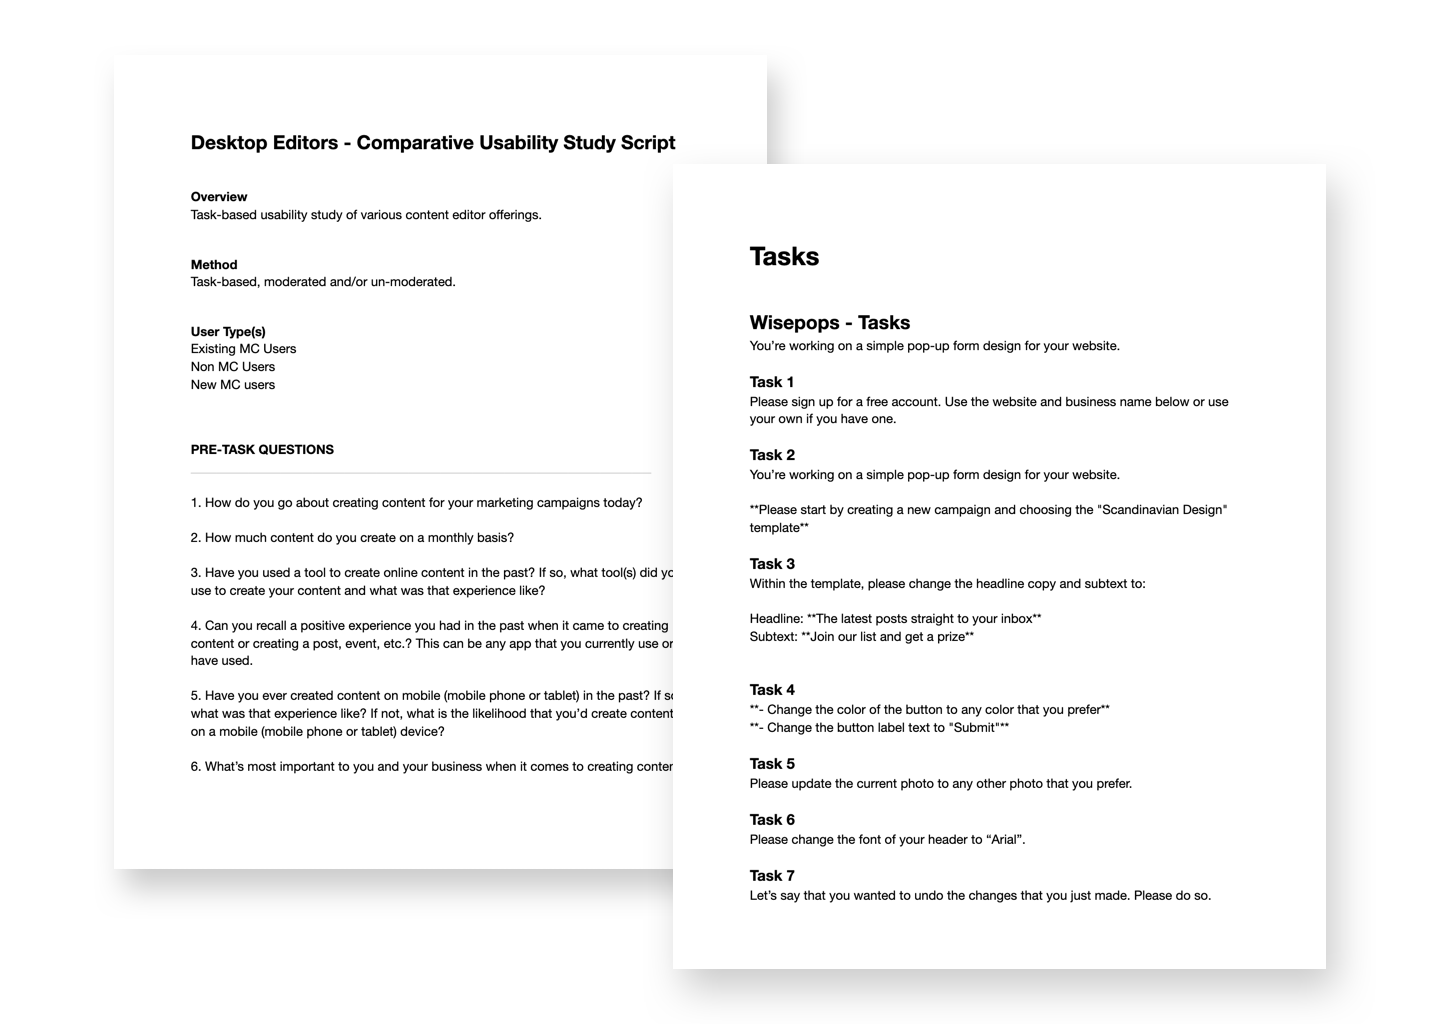 Desktop Editors - Comparative Usability Study Script
Overview
Task-based usability study of various content editor offerings.
Method
Task-based, moderated and/or un-moderated.
User Type(s)
Existing MC Users
Non MC Users
New MC users
PRE-TASK QUESTIONS
1. How do you go about creating content for your marketing campaigns today?
2. How much content do you create on a monthly basis?
3. Have you used a tool to create online content in the past? If so, what tool(s) did
use to create your content and what was that experience like?
4. Can you recall a positive experience you had in the past when it came to creating
content or creating a post, event, etc.? This can be any app that you currently use or
have used.
5. Have you ever created content on mobile (mobile phone or tablet) in the past? If
what was that experience like? If not, what is the likelihood that you’d create content
on a mobile (mobile phone or tablet) device?
6. What’s most important to you and your business when it comes to creating
Tasks
Wisepops - Tasks
You’re working on a simple pop-up form design for your website.
Task 1
Please sign up for a free account. Use the website and business name below or use
your own if you have one.
Task 2
You’re working on a simple pop-up form design for your website.
**Please start by creating a new campaign and choosing the "Scandinavian Design"
template**
Task 3
Within the template, please change the headline copy and subtext to:
Headline: **The latest posts straight to your inbox**
Subtext: **Join our list and get a prize**
Task 4
**- Change the color of the button to any color that you prefer**
**- Change the button label text to "Submit"**
Task 5
Please update the current photo to any other photo that you prefer.
Task 6
Please change the font of your header to “Arial”.
Task 7
Let’s say that you wanted to undo the changes that you just made. Please do so.